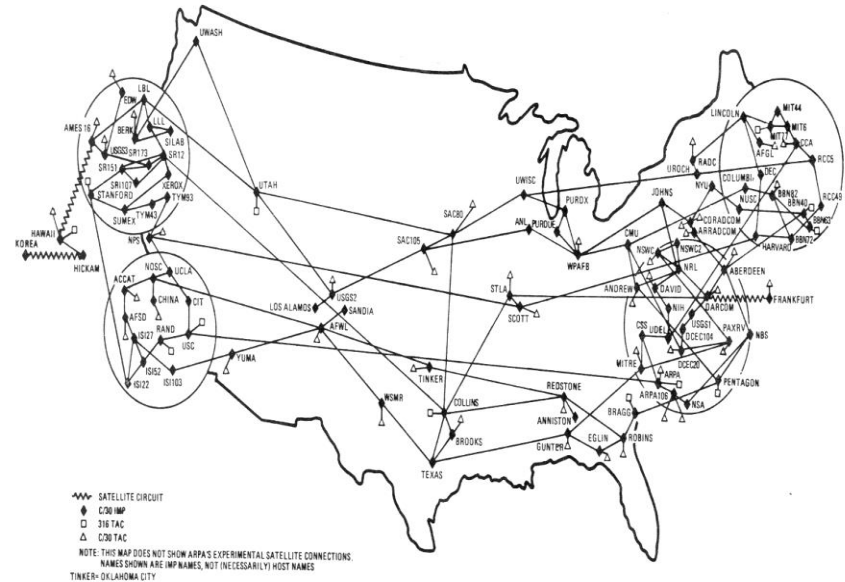 UWASH
LBL
EDW
BERK
LLL
SILAB
AMES 16
USGS3
SRI73
SRI2
SRI51
SRI107
STANFORD
XEROX
TYM93
SUMEX
TYM43
HAWAII
KOREA
HICKAM
NPS
UTAH
NOSC
UCLA
ACCAT
CHINA
CIT
AFSD
ISI27
RAND
USC
ISI52
ISI22
ISI103
YUMA
LOS ALAMOS
USGS2
SANDIA
AFWL
SAC80
SAC105
UWISC
PURDX
ANL
PURDUE
WPAFB
STLA
SCOTT
TINKER
WSMR
COLLINS
BROOKS
TEXAS
REDSTONE
ANNISTON
GUNTER
EGLIN
ROBINS
BRAGG
LINCOLN
MIT44
MIT6
MIT77
CCA
AFGL
RCC5
RADC
UROCH
DEC
NYU
COLUMBIA
BBN82
NUSC
BBN40
RCC49
BBN63
BBN72
HARVARD
JOHNS
CORADCOM
ARRADCOM
CMU
NSWC
NSWC2
NRL
ABERDEEN
ANDREW
DAVID
DARCOM
FRANKFURT
NIH
USGS1
PAXRV
NBS
CSS
UDEL
DCEC104
DCEC20
MITRE
ARPA
PENTAGON
ARPA106
NSA
SATELLITE CIRCUIT
C/30 IMP
316 TAC
C/30 TAC
NOTE: THIS MAP DOES NOT SHOW ARPA'S EXPERIMENTAL SATELLITE CONNECTIONS.
NAMES SHOWN ARE IMP NAMES, NOT (NECESSARILY) HOST NAMES
TINKER= OKLAHOMA CITY